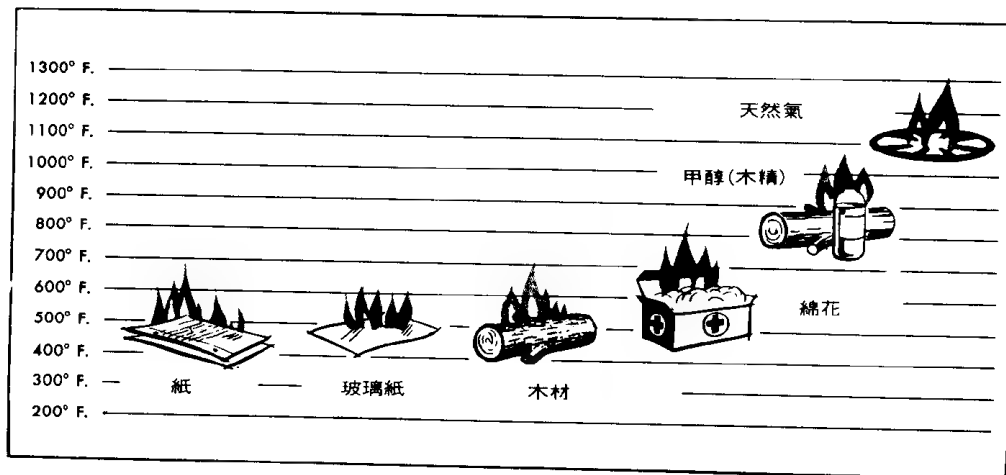 1300° F.
1200° F.
天然氣
1100° F.
1000° F.
甲醇(木精)
900° F.
800° F.
700° F.
600° F.
500° F.
綿花
400° F.
300° F.
紙
玻璃紙
木材
200° F.